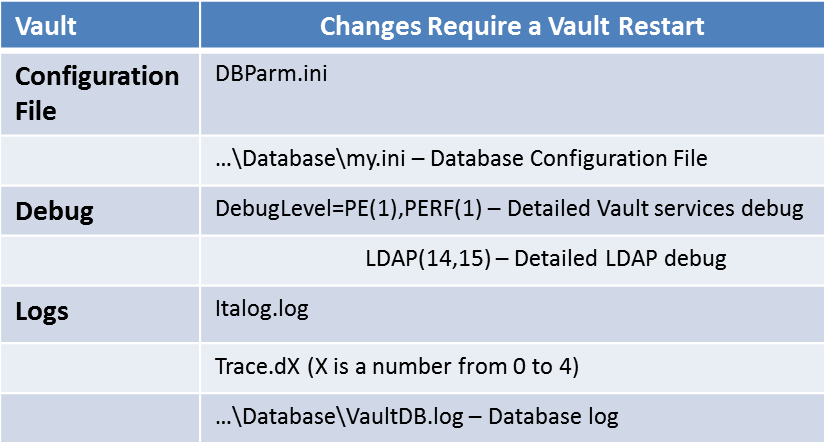 Vault
Changes Require a Vault Restart
Configuration
File
DBParm.ini
…\Database\my.ini – Database Configuration File
Debug
DebugLevel=PE(1),PERF(1) – Detailed Vault services debug
LDAP(14,15) – Detailed LDAP debug
Logs
Italog.log
Trace.dX (X is a number from 0 to 4)
…\Database\VaultDB.log – Database log